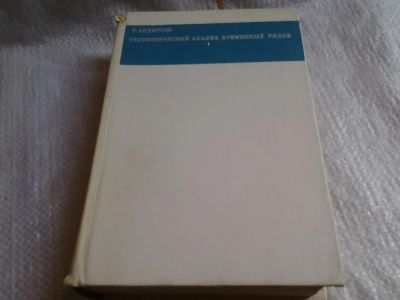 Т. АНДЕРСОН
СТАТИСТИЧЕСКИЙ АНАЛИЗ ВРЕМЕННЫХ РЯДОВ